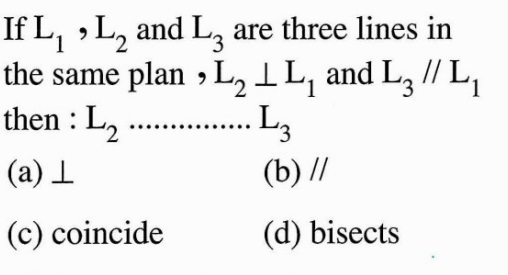 If L₁ , L₂ and L₃ are three lines in
the same plan , L₂ ⊥ L₁ and L₃ // L₁
then : L₂ ............... L₃
(a) ⊥ (b) //
(c) coincide (d) bisects